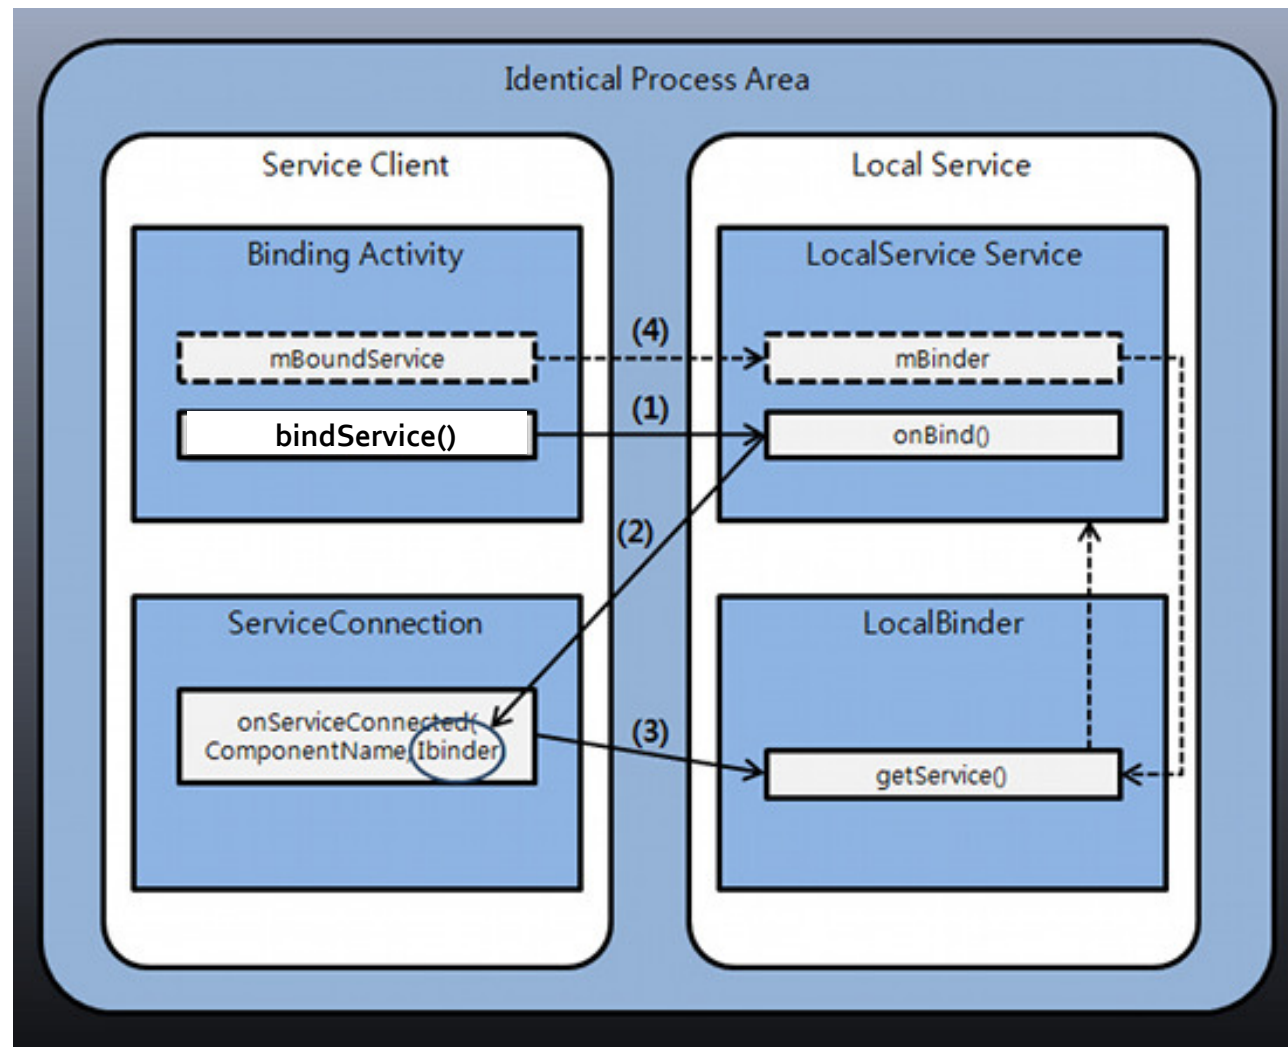 Identical Process Area
Service Client
Local Service
Binding Activity
LocalService Service
mBoundService
(4)
mBinder
bindService()
(1)
onBind()
(2)
ServiceConnection
LocalBinder
onServiceConnected(
ComponentName, Ibinder
(3)
getService()